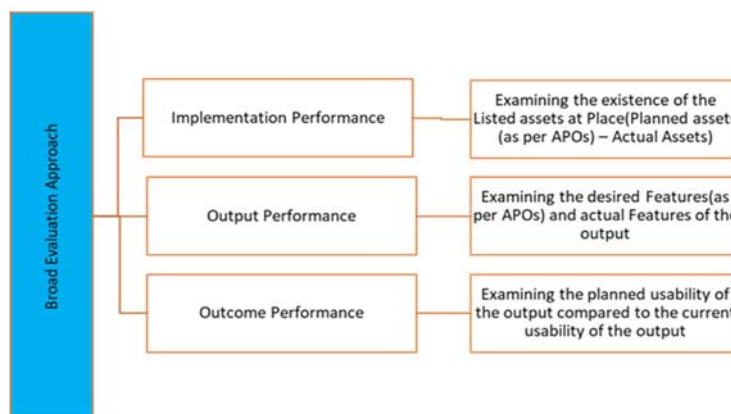 Broad Evaluation Approach
Implementation Performance
Examining the existence of the
Listed assets at Place(Planned assets
(as per APOs) – Actual Assets)
Output Performance
Examining the desired Features(as
per APOs) and actual Features of the
output
Outcome Performance
Examining the planned usability of
the output compared to the current
usability of the output